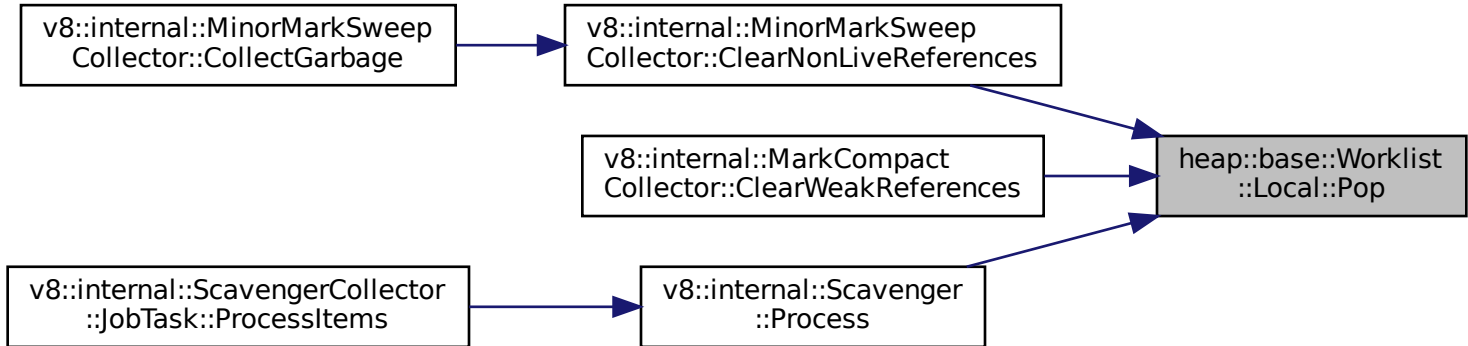 v8::internal::MinorMarkSweep
Collector::CollectGarbage
v8::internal::MinorMarkSweep
Collector::ClearNonLiveReferences
v8::internal::MarkCompact
Collector::ClearWeakReferences
heap::base::Worklist
::Local::Pop
v8::internal::ScavengerCollector
::JobTask::ProcessItems
v8::internal::Scavenger
::Process